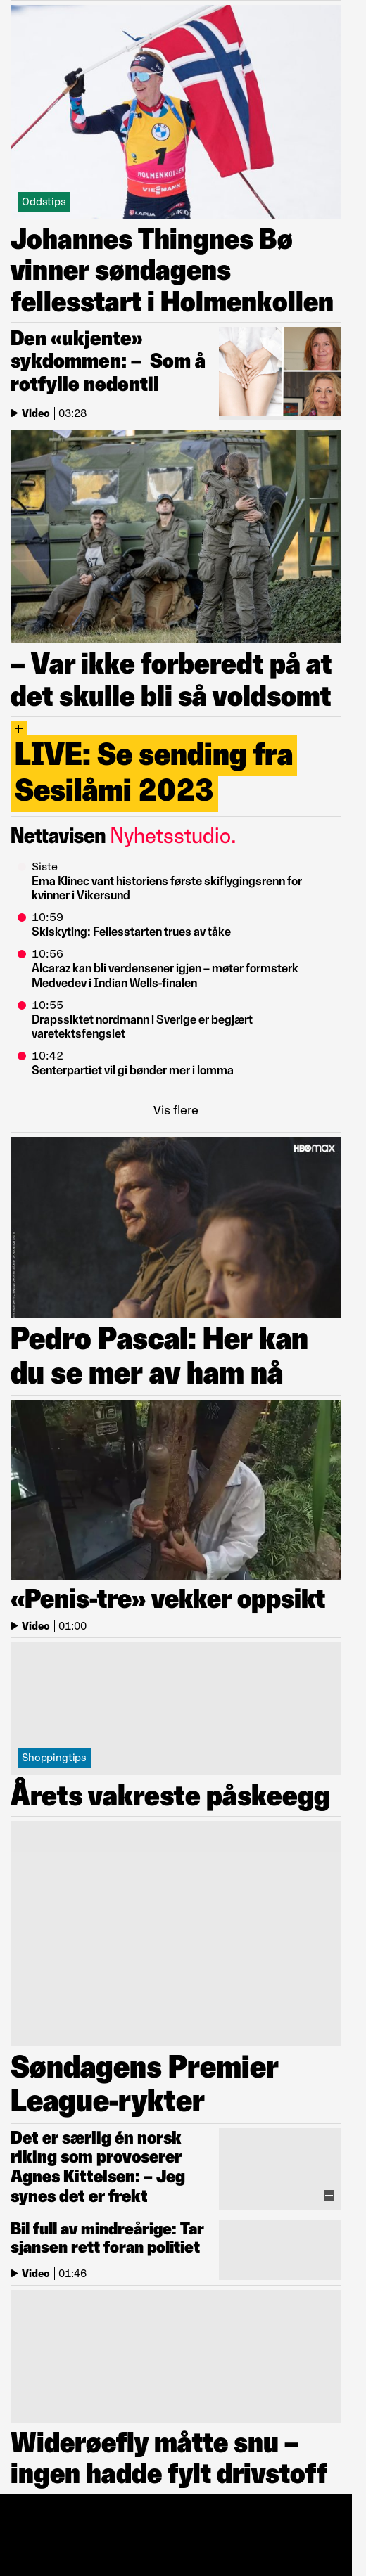 1
HOLMENKOLLEN
LAPUA
Oddstips
Johannes Thingnes Bø
vinner søndagens
fellesstart i Holmenkollen
Den «ukjente»
sykdommen: – Som å
rotfylle nedentil
Video 03:28
– Var ikke forberedt på at
det skulle bli så voldsomt
LIVE: Se sending fra
Sesilåmi 2023
Nettavisen Nyhetsstudio.
Siste
Ema Klinec vant historiens første skiflygingsrenn for
kvinner i Vikersund
10:59
Skiskyting: Fellesstarten trues av tåke
10:56
Alcaraz kan bli verdensener igjen – møter formsterk
Medvedev i Indian Wells-finalen
10:55
Drapssiktet nordmann i Sverige er begjært
varetektsfengslet
10:42
Senterpartiet vil gi bønder mer i lomma
Vis flere
HBOmax
Pedro Pascal: Her kan
du se mer av ham nå
«Penis-tre» vekker oppsikt
Video 01:00
Shoppingtips
Årets vakreste påskeegg
Søndagens Premier
League-rykter
Det er særlig én norsk
riking som provoserer
Agnes Kittelsen: – Jeg
synes det er frekt
Bil full av mindreårige: Tar
sjansen rett foran politiet
Video 01:46
Widerøefly måtte snu –
ingen hadde fylt drivstoff